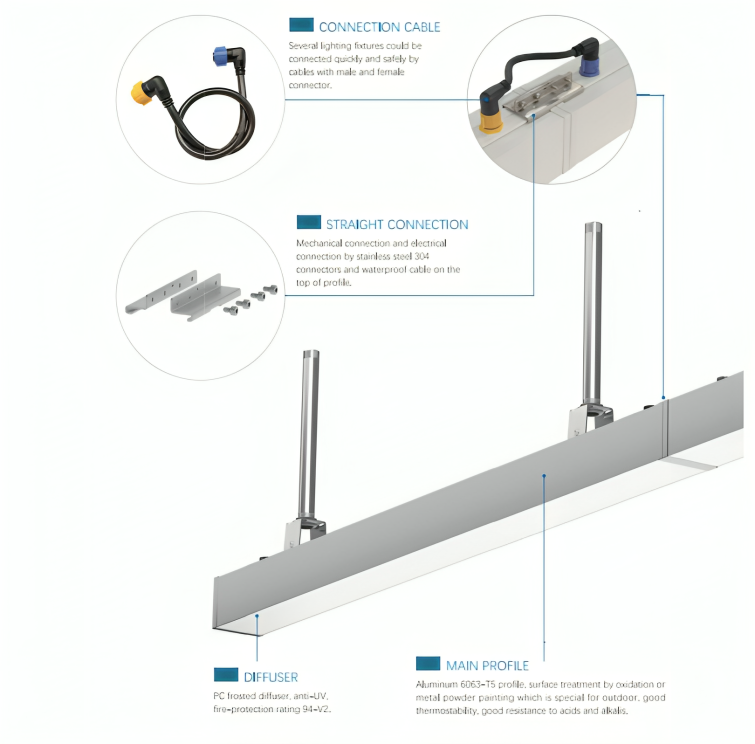 CONNECTION CABLE
Several lighting fixtures could be
connected quickly and safely by
cables with male and female
connector.
STRAIGHT CONNECTION
Mechanical connection and electrical
connection by stainless steel 304
connectors and waterproof cable on the
top of profile.
DIFFUSER
PC frosted diffuser, anti-UV,
fire-protection rating 94-V2.
MAIN PROFILE
Aluminum 6063-T5 profile, surface treatment by oxidation or
metal powder painting which is special for outdoor, good
thermostability, good resistance to acids and alkalis.